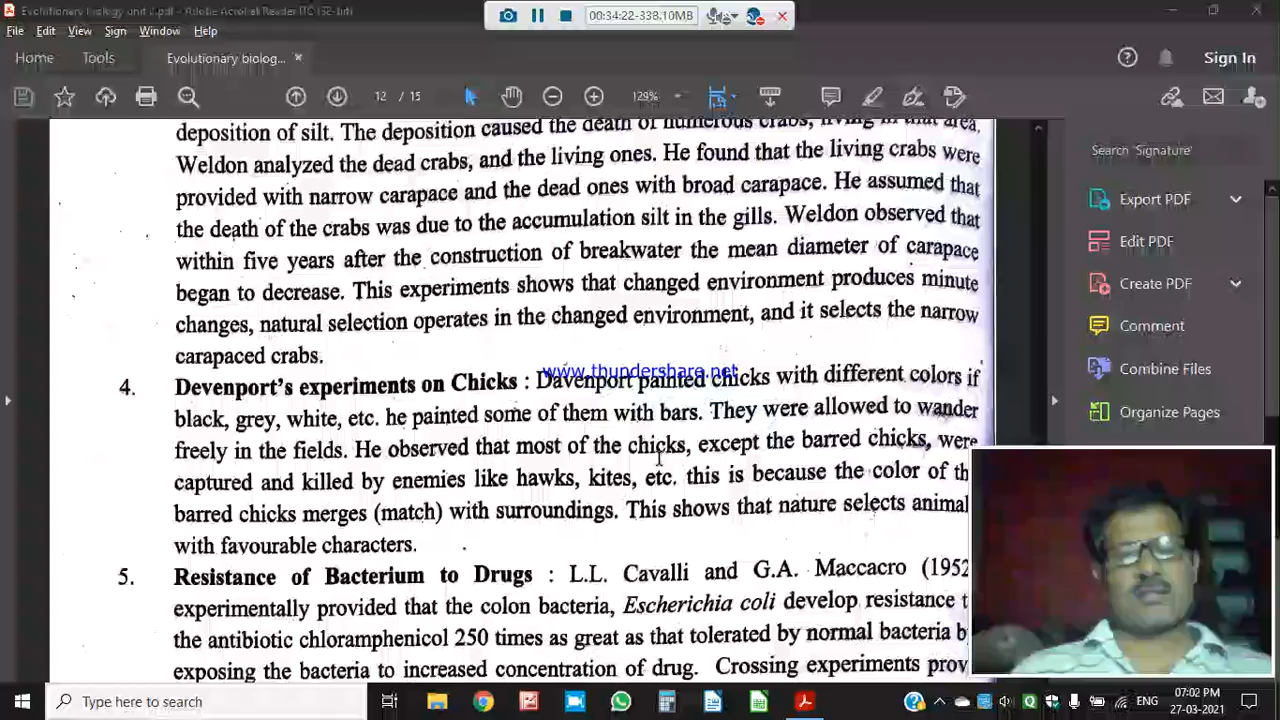 Evolutionary biology and .pdf - Adobe Acrobat Reader DC (32-bit)
00:34:22-338.10MB
File Edit View Sign Window Help
Home Tools Evolutionary biolog... × Sign In
12 / 15 129%
deposition of silt. The deposition caused the death of numerous crabs, living in that area.
Weldon analyzed the dead crabs, and the living ones. He found that the living crabs were
provided with narrow carapace and the dead ones with broad carapace. He assumed that
the death of the crabs was due to the accumulation silt in the gills. Weldon observed that
within five years after the construction of breakwater the mean diameter of carapace
began to decrease. This experiments shows that changed environment produces minute
changes, natural selection operates in the changed environment, and it selects the narrow
carapaced crabs.
www.thundershare.net
4. Devenport's experiments on Chicks : Davenport painted chicks with different colors if
black, grey, white, etc. he painted some of them with bars. They were allowed to wander
freely in the fields. He observed that most of the chicks, except the barred chicks, were
captured and killed by enemies like hawks, kites, etc. this is because the color of th
barred chicks merges (match) with surroundings. This shows that nature selects animal
with favourable characters.
5. Resistance of Bacterium to Drugs : L.L. Cavalli and G.A. Maccacro (1952
experimentally provided that the colon bacteria, Escherichia coli develop resistance t
the antibiotic chloramphenicol 250 times as great as that tolerated by normal bacteria b
exposing the bacteria to increased concentration of drug. Crossing experiments prov
Search 'Signature'
Export PDF
Edit PDF
Create PDF
Comment
Combine Files
Organize Pages
Type here to search
ENG
07:02 PM
27-03-2021